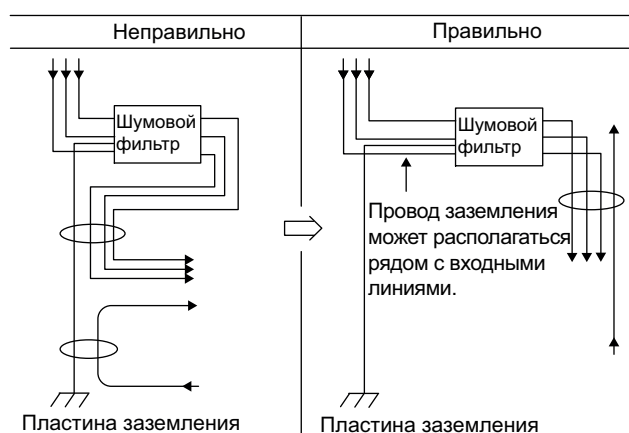 Неправильно
Правильно
Шумовой
фильтр
Шумовой
фильтр
Провод заземления
может располагаться
рядом с входными
линиями.
Пластина заземления
Пластина заземления